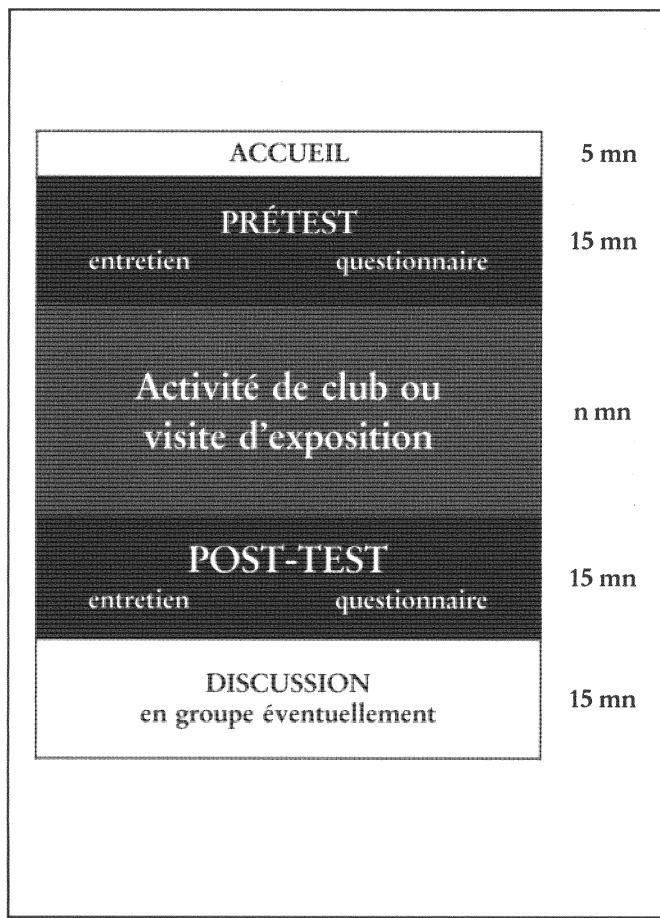 ACCUEIL 5 mn
PRÉTEST
entretien questionnaire 15 mn
Activité de club ou
visite d'exposition n mn
POST-TEST
entretien questionnaire 15 mn
DISCUSSION
en groupe éventuellement 15 mn